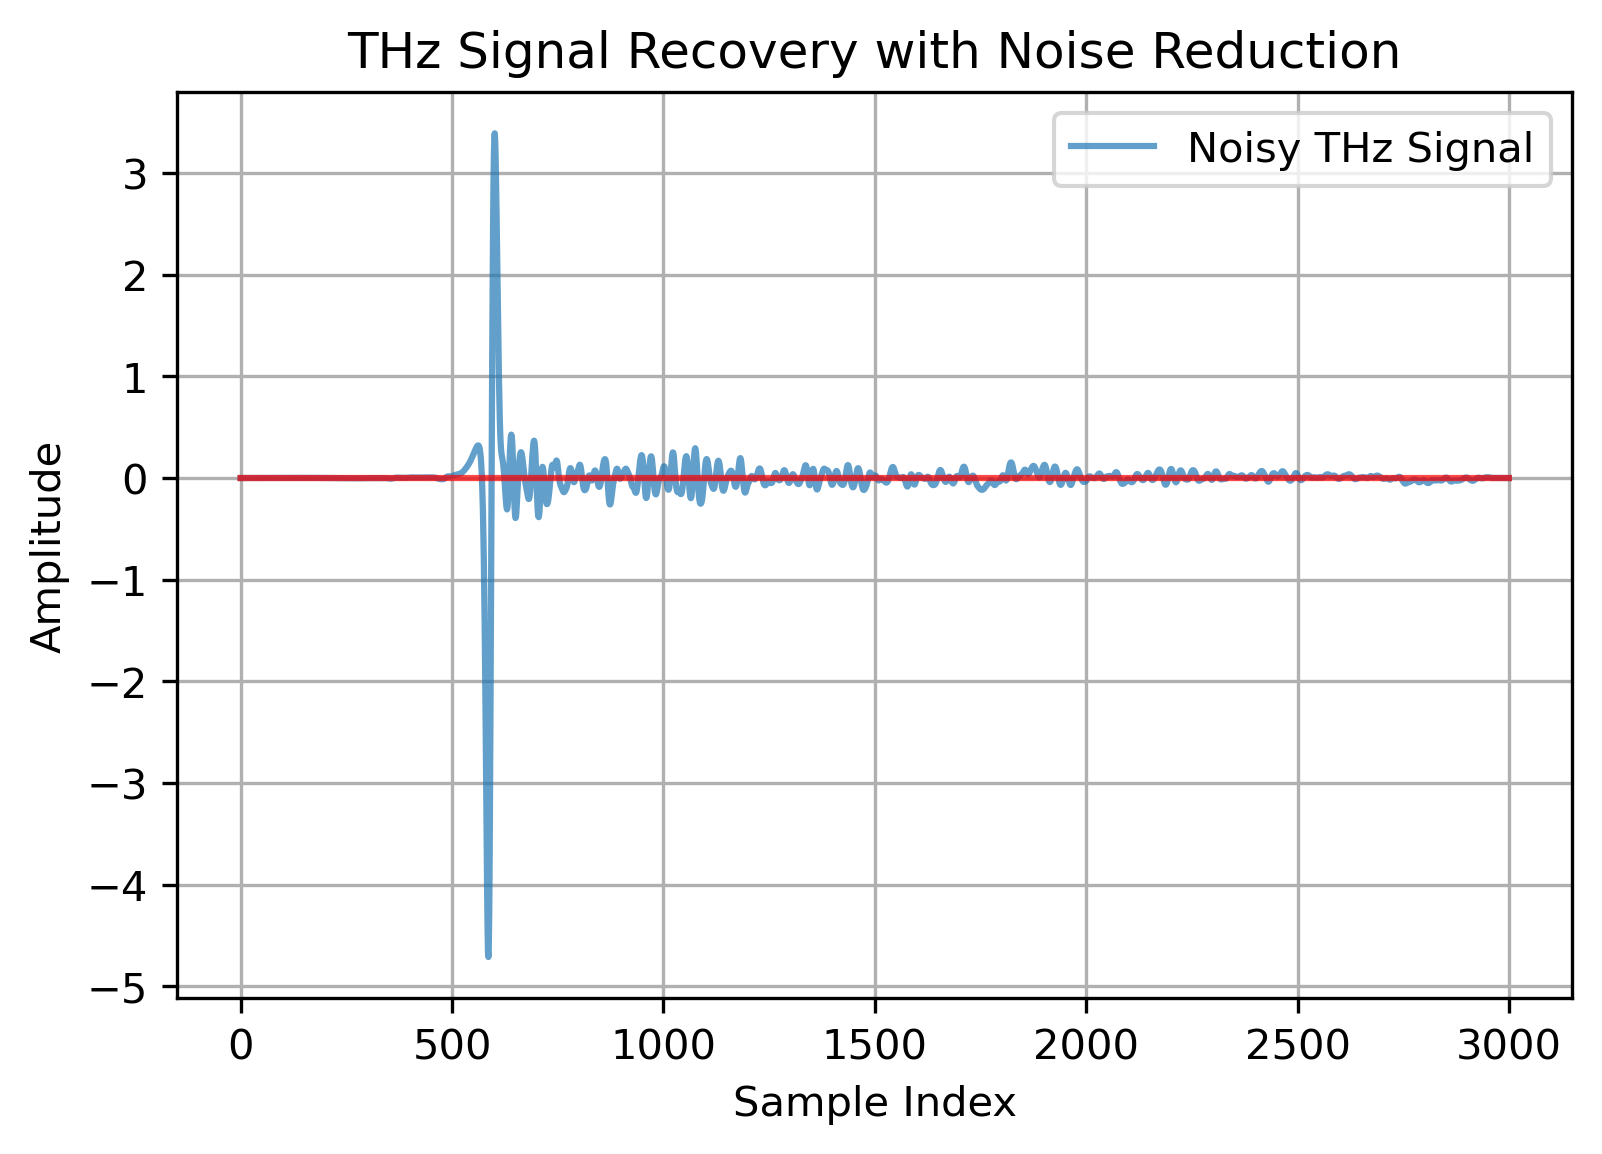 THz Signal Recovery with Noise Reduction
Noisy THz Signal
3
2
1
0
−1
−2
−3
−4
−5
Amplitude
0 500 1000 1500 2000 2500 3000
Sample Index